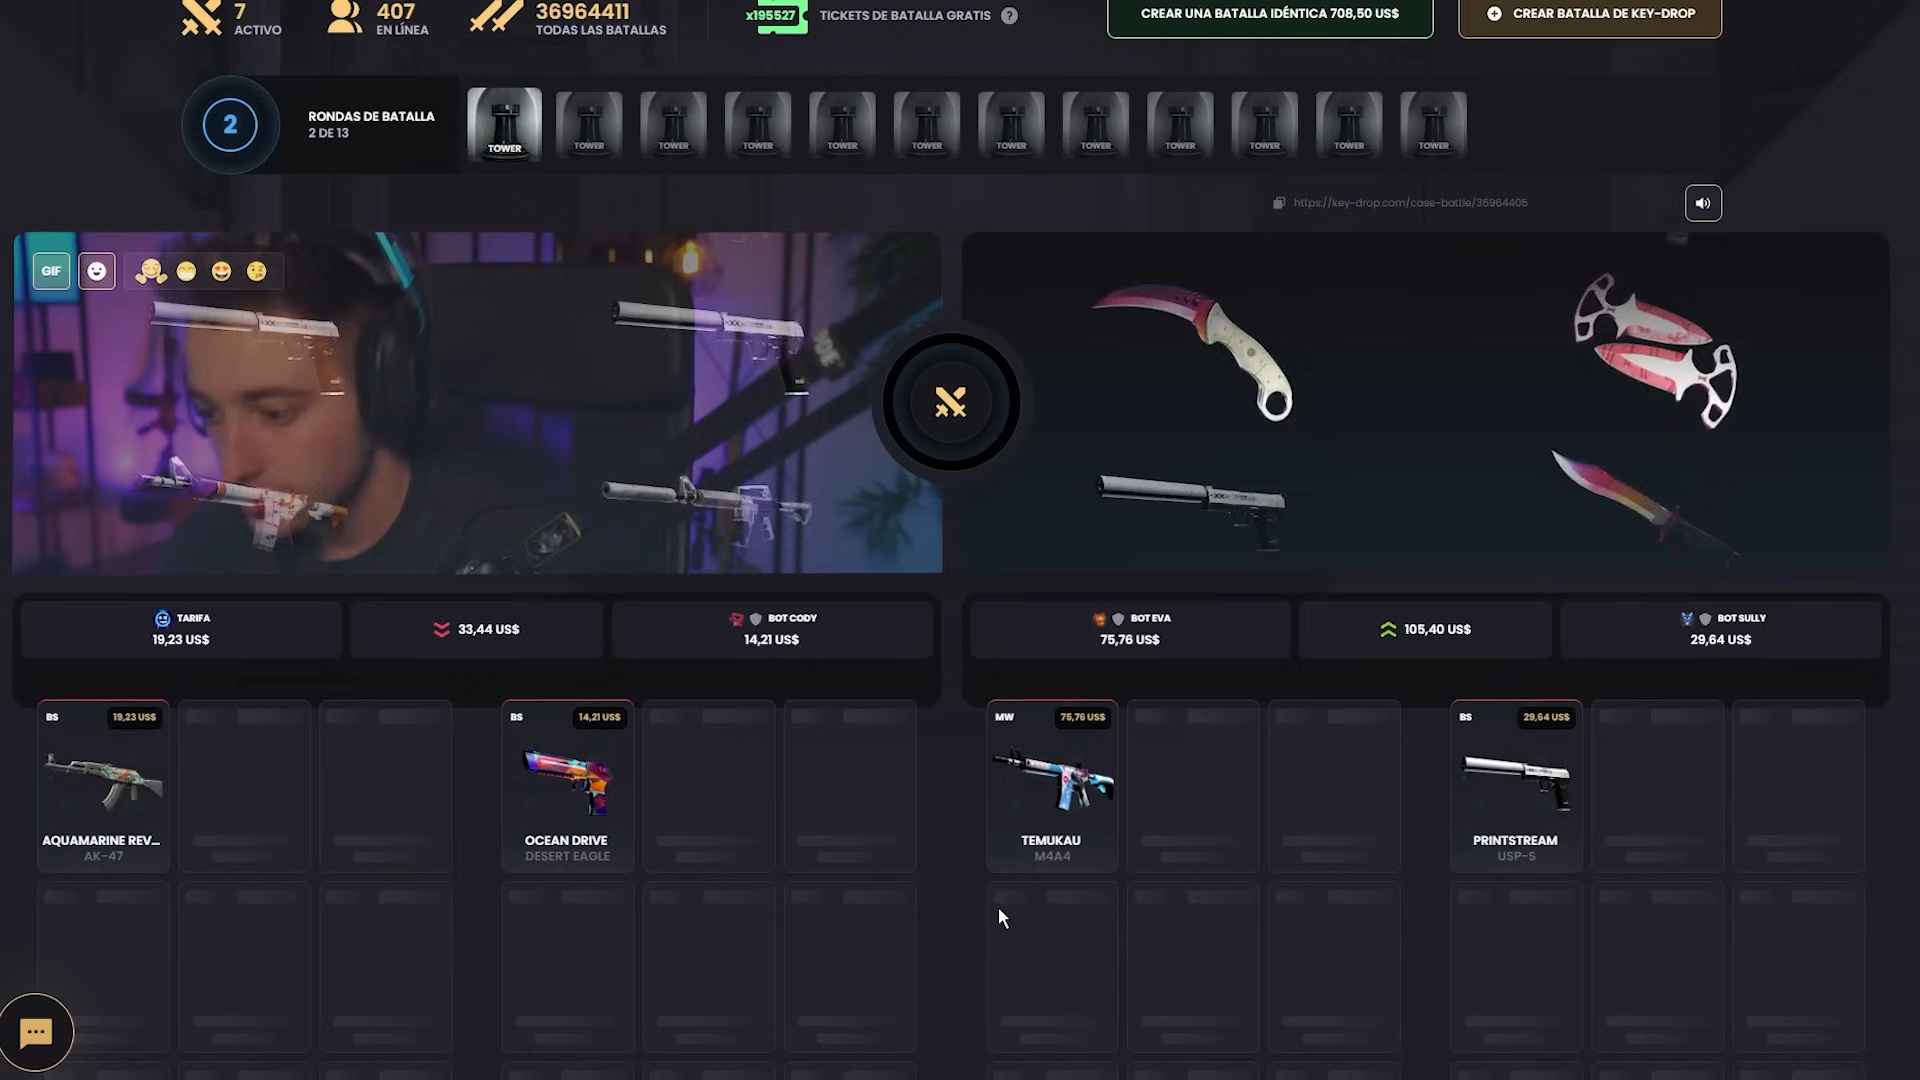 7
ACTIVO
407
EN LÍNEA
36964411
TODAS LAS BATALLAS
x195527
TICKETS DE BATALLA GRATIS ?
CREAR UNA BATALLA IDÉNTICA 708,50 US$
CREAR BATALLA DE KEY-DROP
2
RONDAS DE BATALLA
2 DE 13
TOWER
TOWER
TOWER
TOWER
TOWER
TOWER
TOWER
TOWER
TOWER
TOWER
TOWER
TOWER
https://key-drop.com/case-battle/36964405
GIF
TARIFA
19,23 US$
33,44 US$
BOT CODY
14,21 US$
BOT EVA
75,76 US$
105,40 US$
BOT SULLY
29,64 US$
BS 19,23 US$
AQUAMARINE REV...
AK-47
BS 14,21 US$
OCEAN DRIVE
DESERT EAGLE
MW 75,76 US$
TEMUKAU
M4A4
BS 29,64 US$
PRINTSTREAM
USP-S